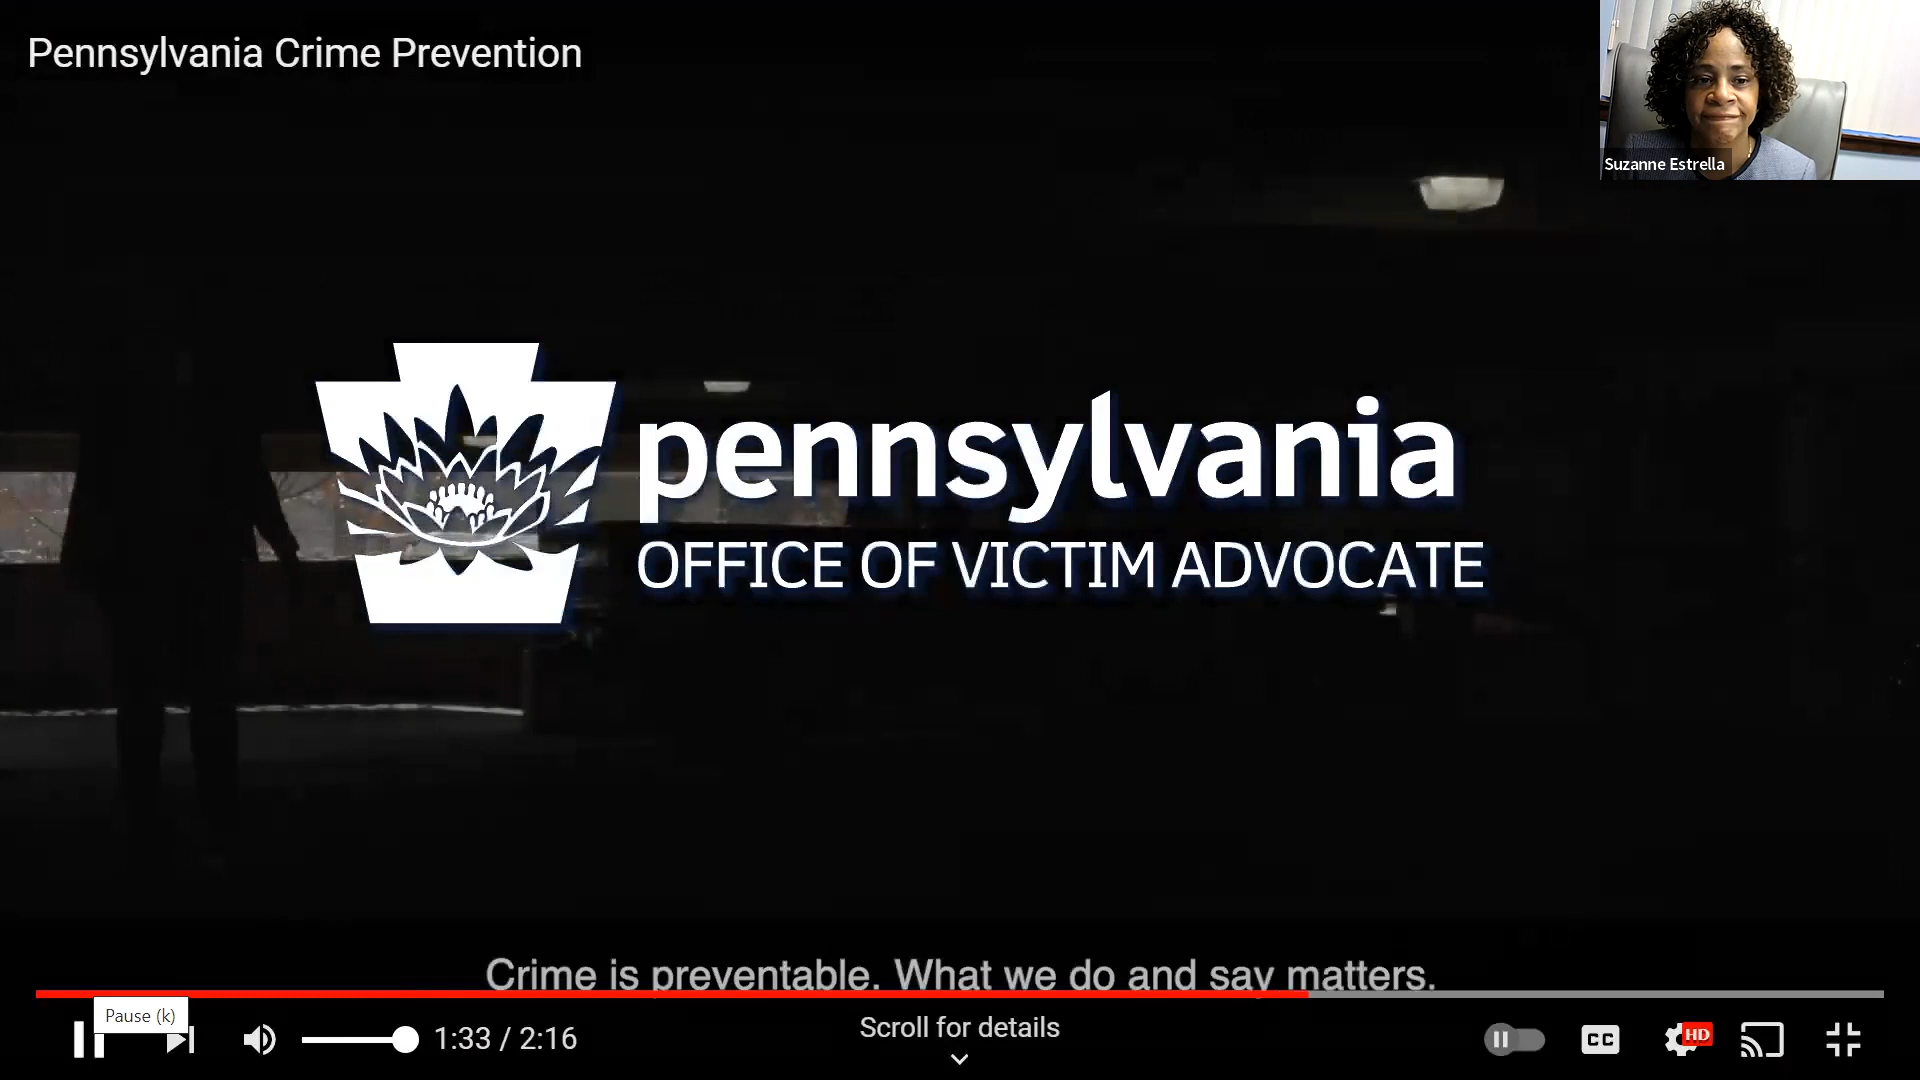 Pennsylvania Crime Prevention
Suzanne Estrella
pennsylvania
OFFICE OF VICTIM ADVOCATE
Crime is preventable. What we do and say matters.
Pause (k)
1:33 / 2:16
Scroll for details
CC
HD